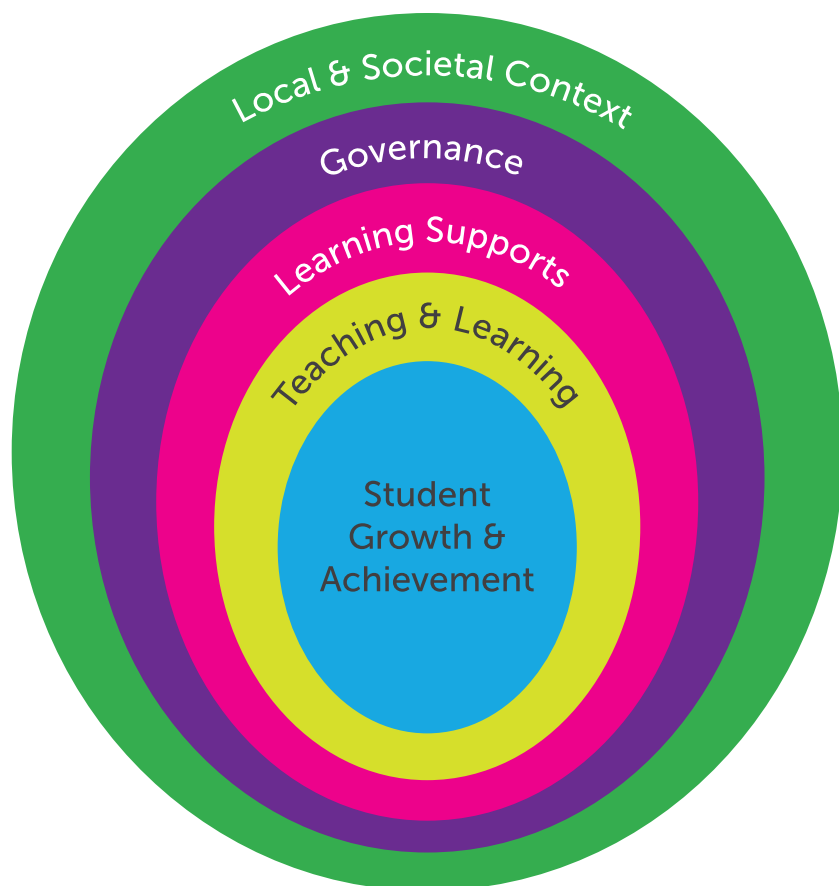 Local & Societal Context
Governance
Learning Supports
Teaching & Learning
Student
Growth &
Achievement